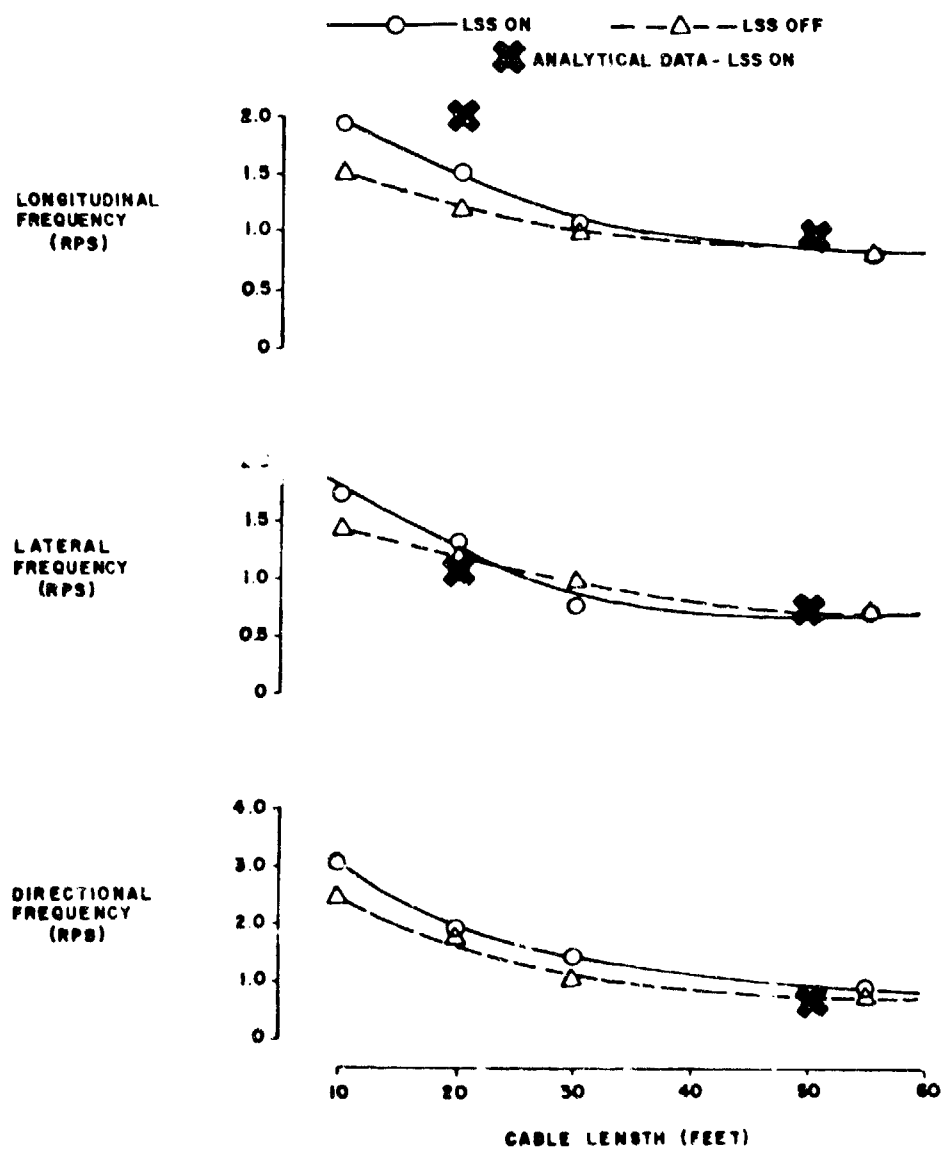 LSS ON
LSS OFF
ANALYTICAL DATA - LSS ON
2.0
1.5
1.0
0.5
0
LONGITUDINAL
FREQUENCY
(RPS)
1.5
1.0
0.5
0
LATERAL
FREQUENCY
(RPS)
4.0
3.0
2.0
1.0
0
DIRECTIONAL
FREQUENCY
(RPS)
10 20 30 40 50 60
CABLE LENGTH (FEET)